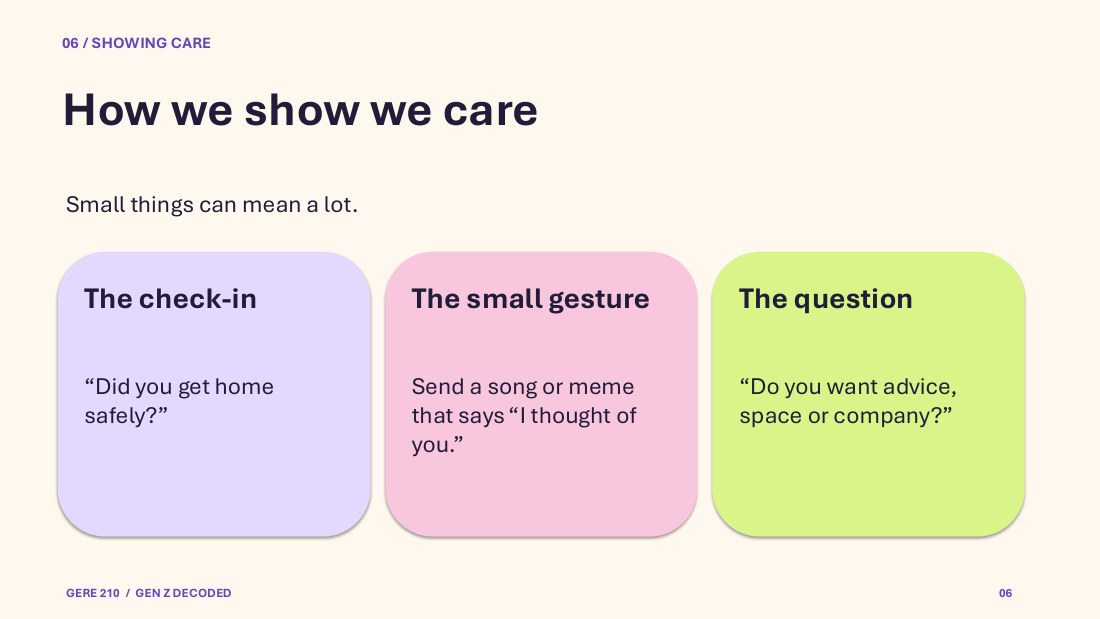 06 / SHOWING CARE
How we show we care
Small things can mean a lot.
The check-in
“Did you get home
safely?”
The small gesture
Send a song or meme
that says “I thought of
you.”
The question
“Do you want advice,
space or company?”
GERE 210 / GEN Z DECODED
06